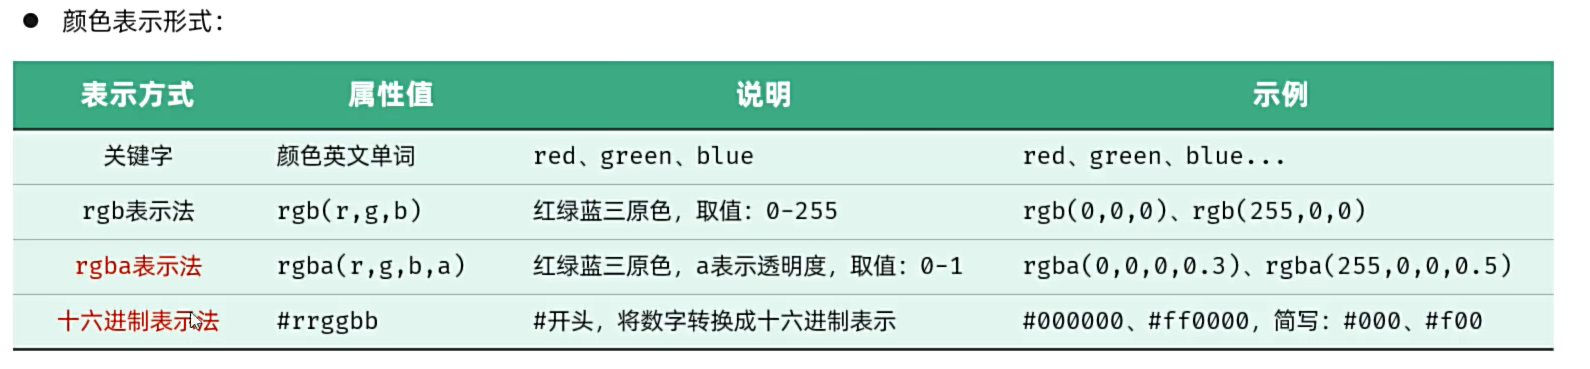 ● 颜色表示形式：
表示方式 属性值 说明 示例
关键字 颜色英文单词 red、green、blue red、green、blue...
rgb表示法 rgb(r,g,b) 红绿蓝三原色，取值：0-255 rgb(0,0,0)、rgb(255,0,0)
rgba表示法 rgba(r,g,b,a) 红绿蓝三原色，a表示透明度，取值：0-1 rgba(0,0,0,0.3)、rgba(255,0,0,0.5)
十六进制表示法 #rrggbb #开头，将数字转换成十六进制表示 #000000、#ff0000，简写：#000、#f00